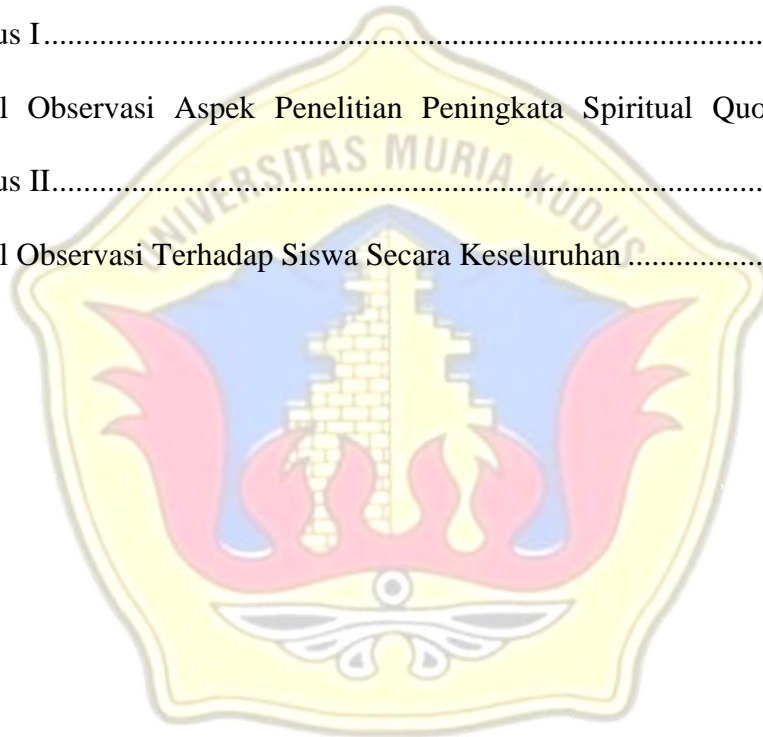 us I..........................................................................................
l Observasi Aspek Penelitian Peningkata Spiritual Quo
us II.........................................................................................
l Observasi Terhadap Siswa Secara Keseluruhan .................
UNIVERSITAS MURIA KUDUS